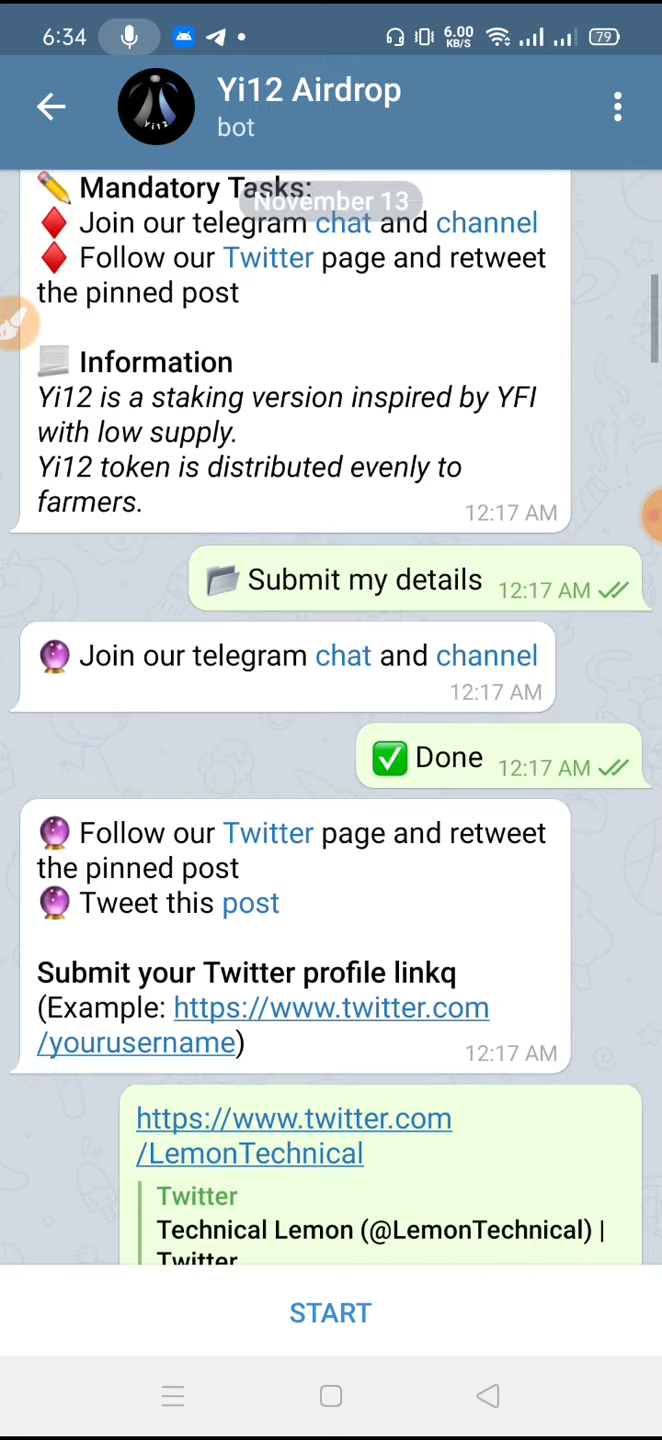 6:34
6.00
KB/S
79
Yi12 Airdrop
bot
Yi12
Mandatory Tasks:
November 13
Join our telegram chat and channel
Follow our Twitter page and retweet
the pinned post
Information
Yi12 is a staking version inspired by YFI
with low supply.
Yi12 token is distributed evenly to
farmers.
12:17 AM
Submit my details 12:17 AM
Join our telegram chat and channel
12:17 AM
Done 12:17 AM
Follow our Twitter page and retweet
the pinned post
Tweet this post
Submit your Twitter profile linkq
(Example: https://www.twitter.com
/yourusername)
12:17 AM
https://www.twitter.com
/LemonTechnical
Twitter
Technical Lemon (@LemonTechnical) |
Twitter
START